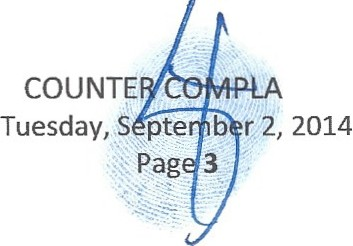 COUNTER COMPLA
Tuesday, September 2, 2014
Page 3